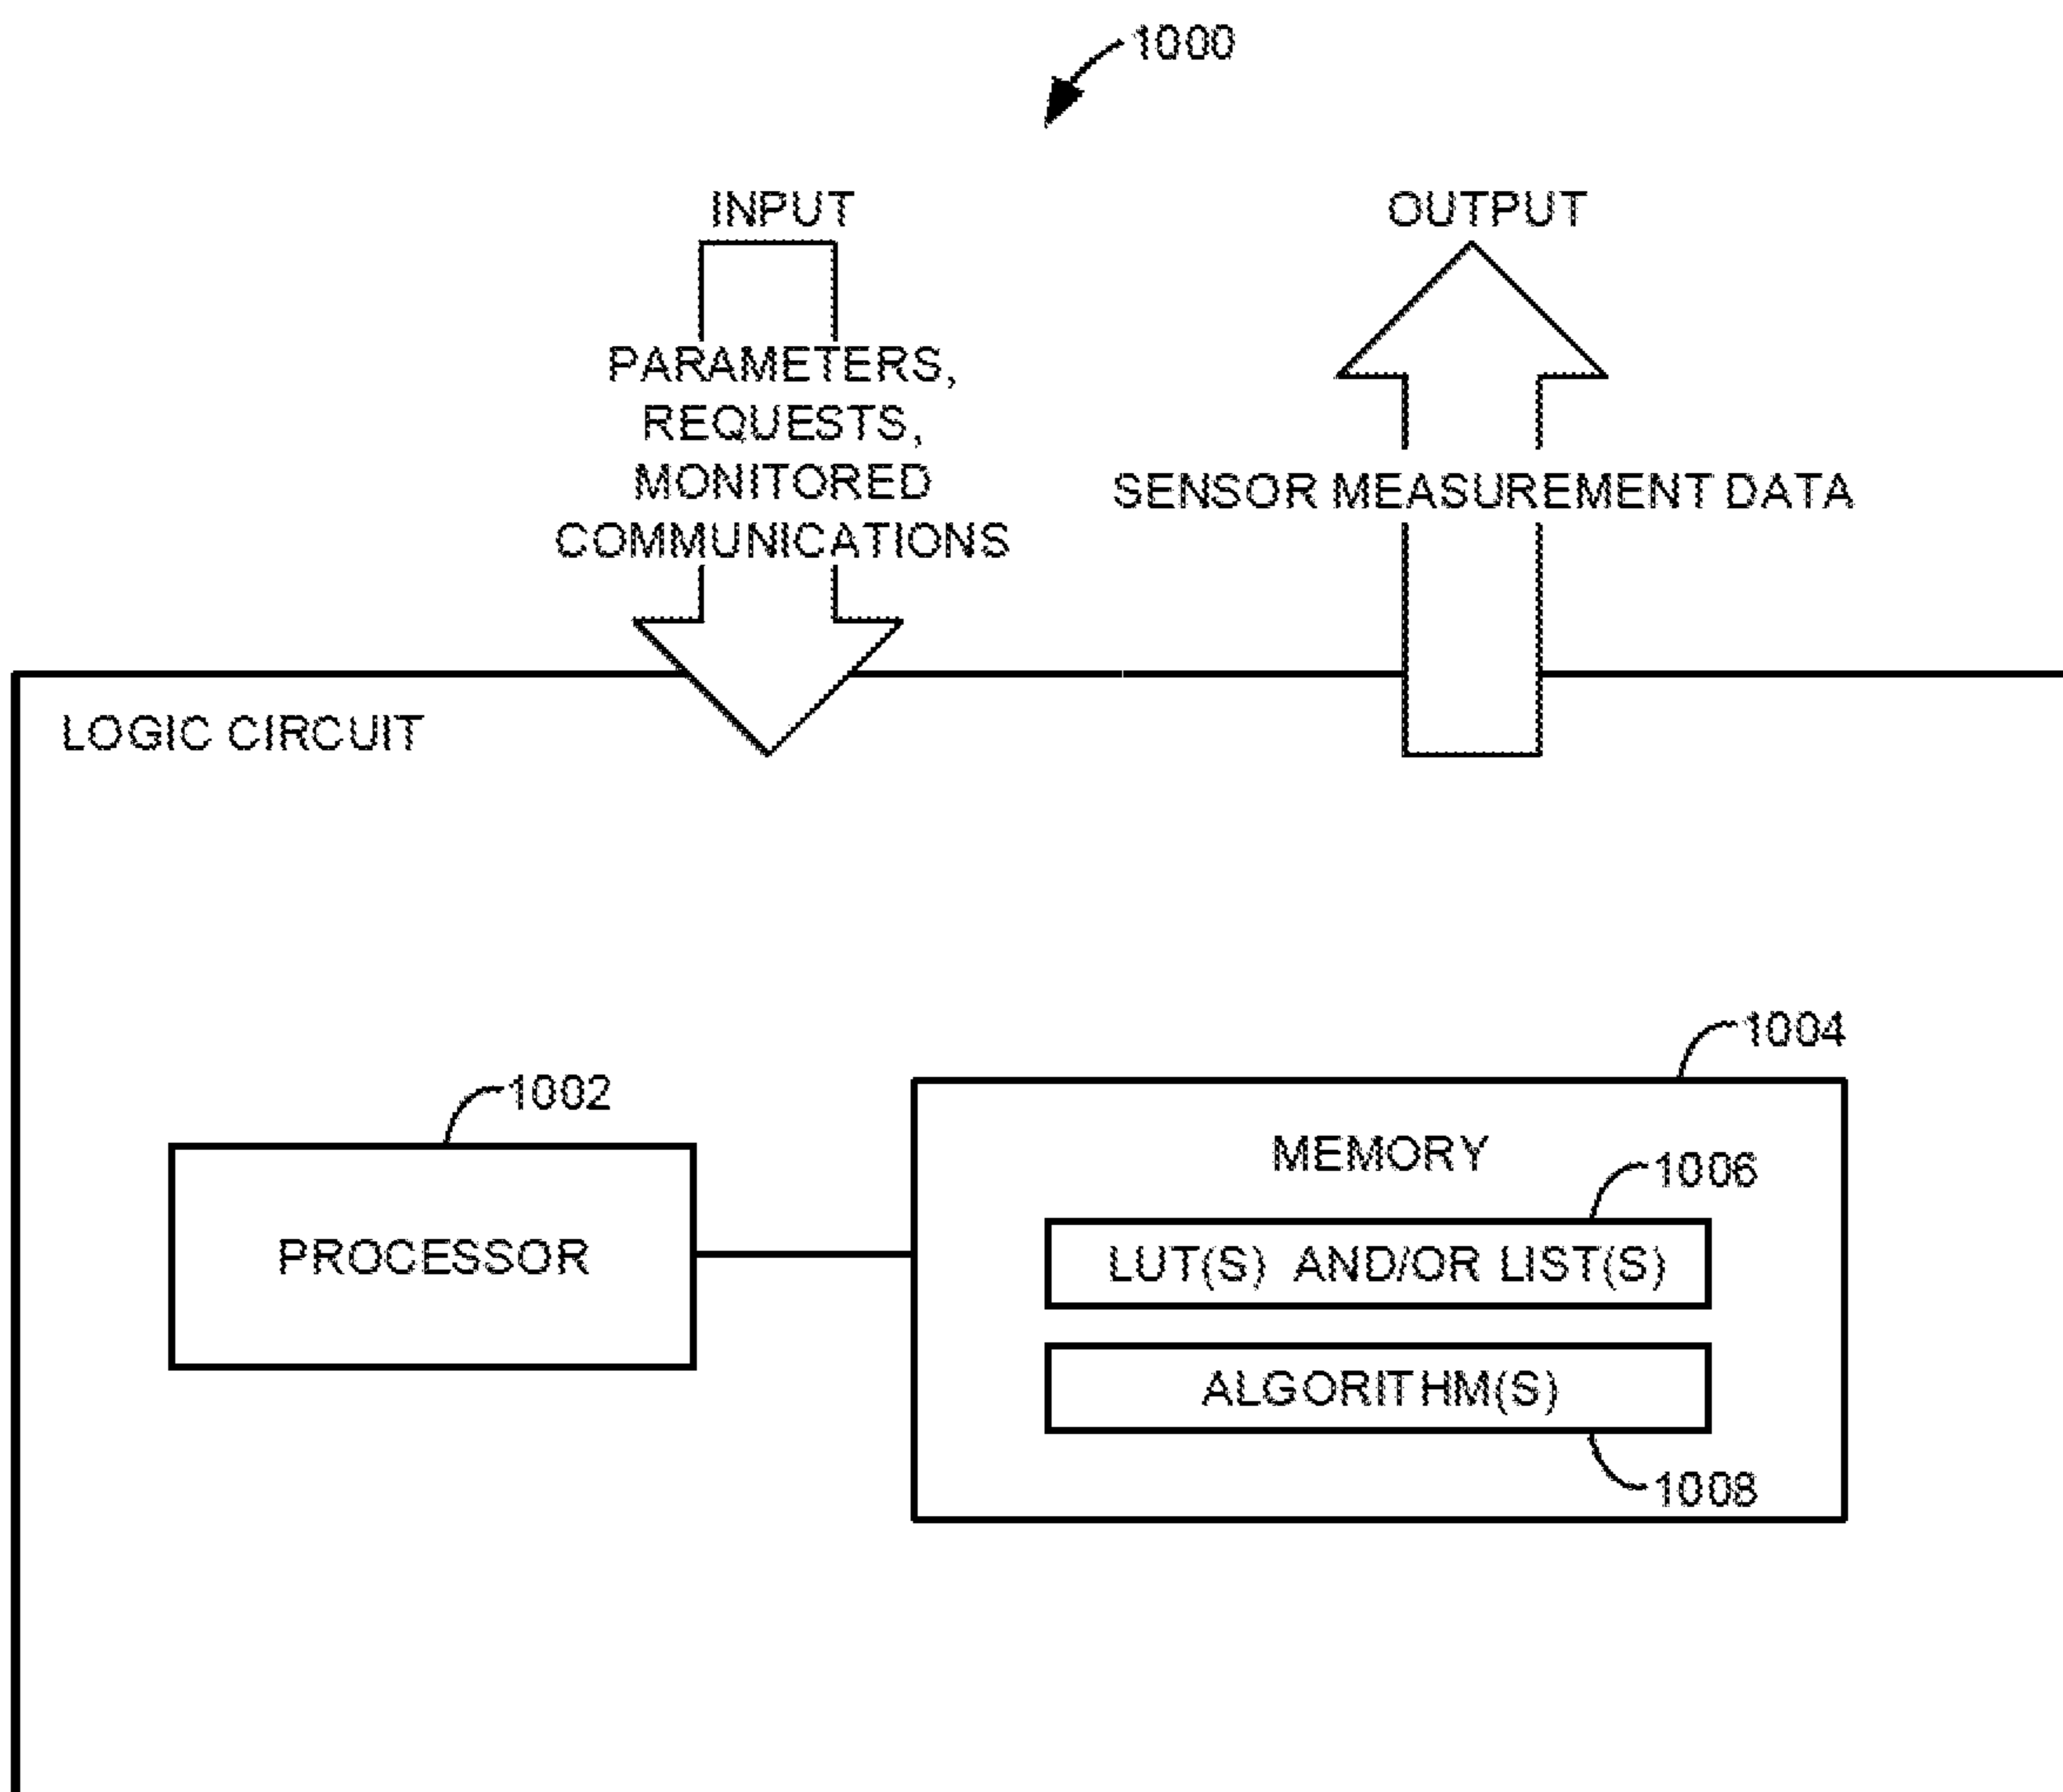 1000
INPUT
OUTPUT
PARAMETERS,
REQUESTS,
MONITORED
COMMUNICATIONS
SENSOR MEASUREMENT DATA
LOGIC CIRCUIT
1004
1002
MEMORY
1006
PROCESSOR
LUT(S) AND/OR LIST(S)
ALGORITHM(S)
1008